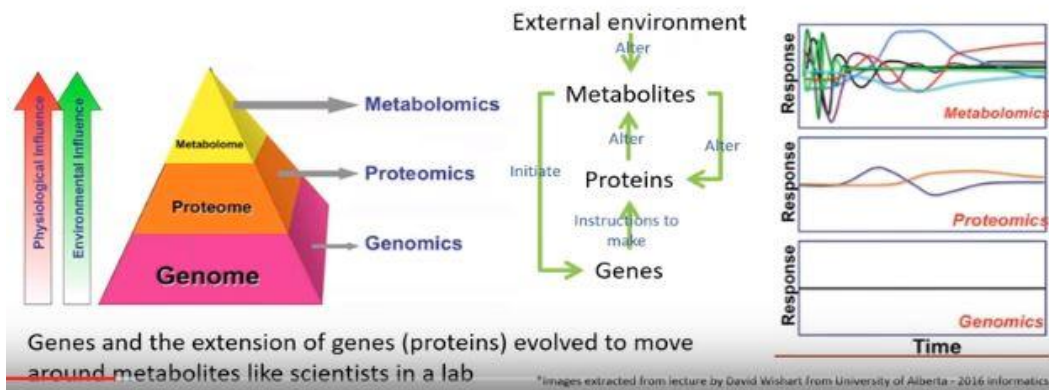 Physiological Influence
Environmental Influence
Metabolome
Proteome
Genome
Metabolomics
Proteomics
Genomics
External environment
Alter
Metabolites
Alter
Alter
Initiate
Proteins
Instructions to
make
Genes
Response
Metabolomics
Response
Proteomics
Response
Genomics
Time
Genes and the extension of genes (proteins) evolved to move
around metabolites like scientists in a lab
*Images extracted from lecture by David Wishart from University of Alberta - 2016 informatics